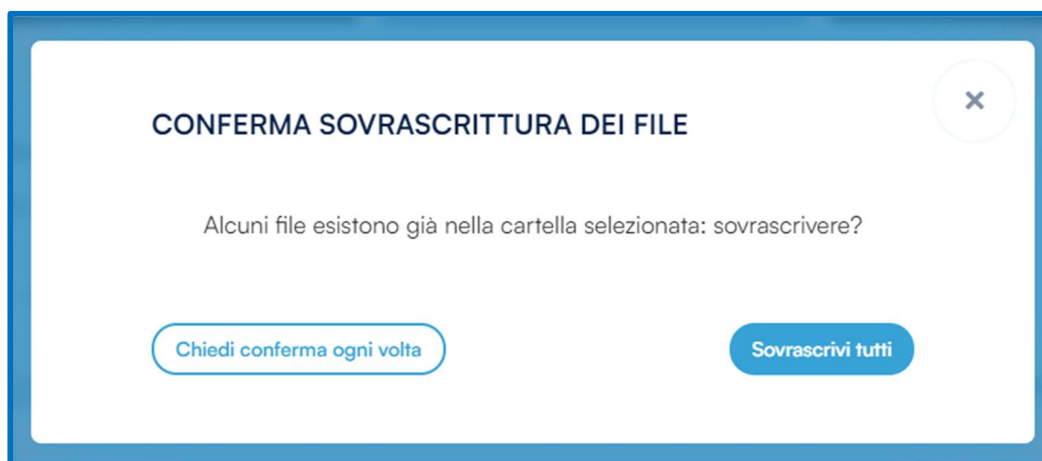 CONFERMA SOVRASCRITTURA DEI FILE
Alcuni file esistono già nella cartella selezionata: sovrascrivere?
Chiedi conferma ogni volta
Sovrascrivi tutti